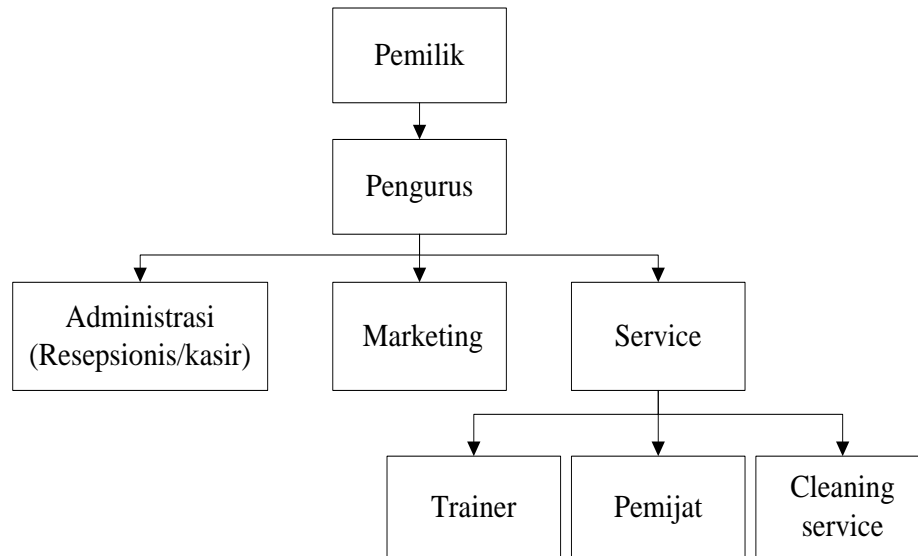 Pemilik
Pengurus
Administrasi
(Resepsionis/kasir)
Marketing
Service
Trainer
Pemijat
Cleaning
service